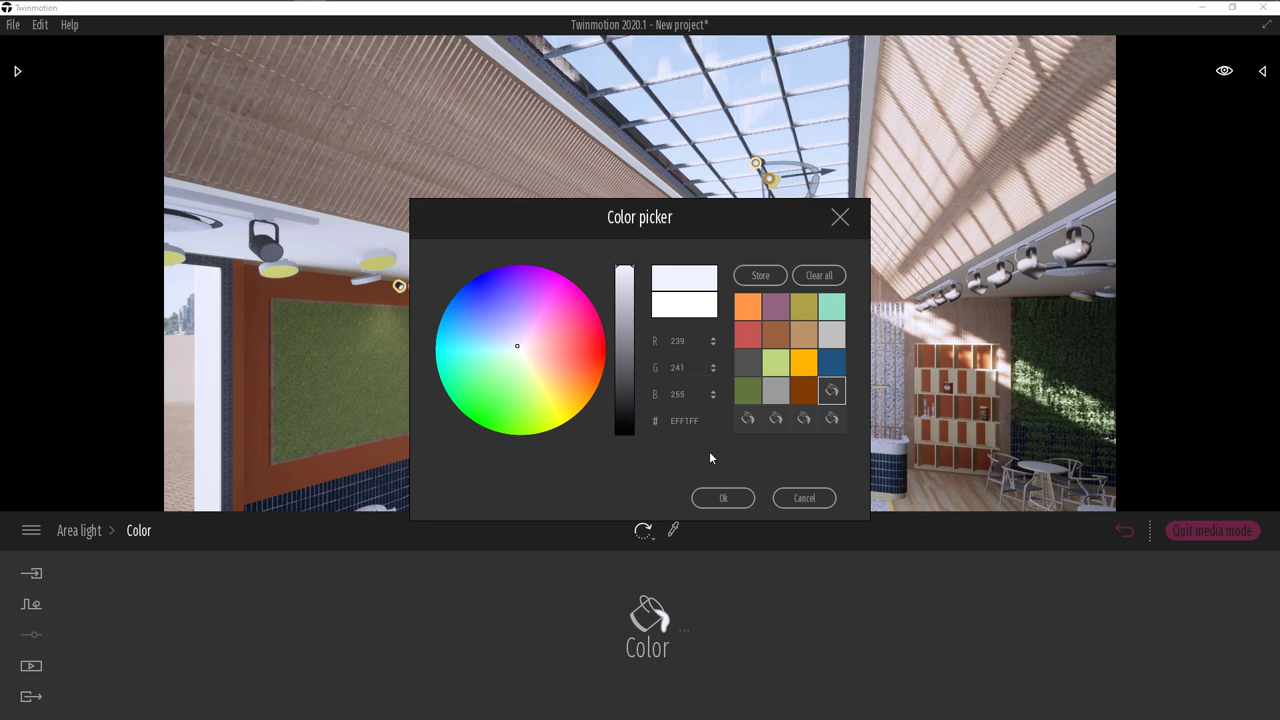 Twinmotion
File Edit Help
Twinmotion 2020.1 - New project*
Color picker
Store
Clear all
R 239
G 241
B 255
# EFF1FF
Ok
Cancel
Area light > Color
Quit media mode
...
Color